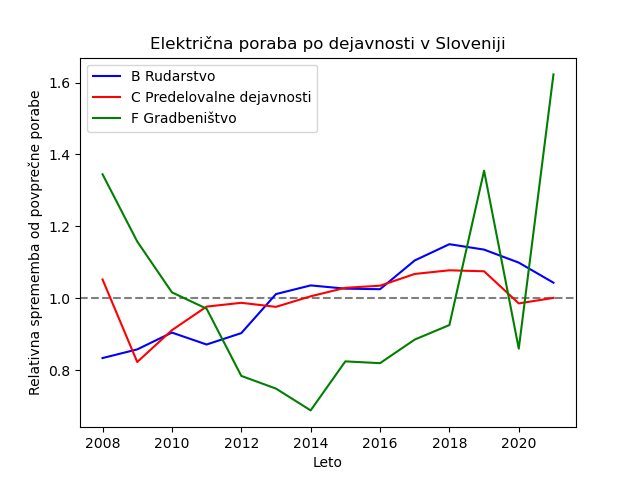 Električna poraba po dejavnosti v Sloveniji
B Rudarstvo
C Predelovalne dejavnosti
F Gradbeništvo
Relativna sprememba od povprečne porabe
1.6
1.4
1.2
1.0
0.8
2008 2010 2012 2014 2016 2018 2020
Leto